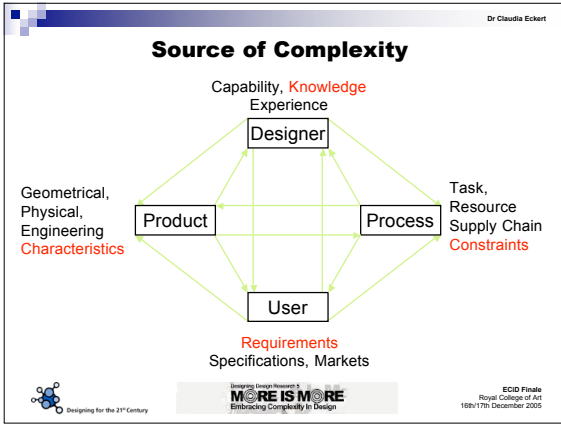 Dr Claudia Eckert
Source of Complexity
Capability, Knowledge
Experience
Designer
Geometrical,
Physical,
Engineering
Characteristics
Product
Process
Task,
Resource
Supply Chain
Constraints
User
Requirements
Specifications, Markets
Designing for the 21st Century
Designing Design Research 5
MORE IS MORE
Embracing Complexity In Design
ECiD Finale
Royal College of Art
16th/17th December 2005